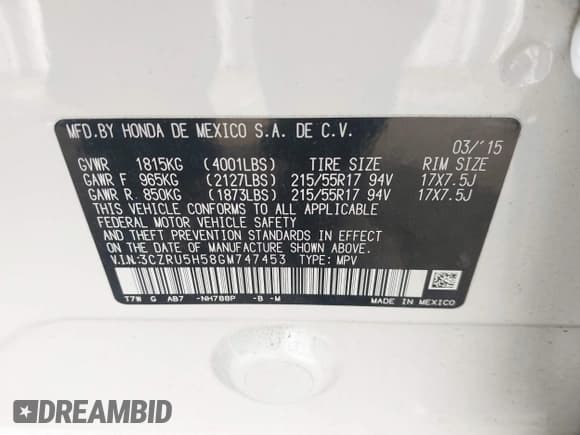 MFD.BY HONDA DE MEXICO S.A. DE C.V.
03/'15
GVWR 1815KG (4001LBS) TIRE SIZE RIM SIZE
GAWR F 965KG (2127LBS) 215/55R17 94V 17X7.5J
GAWR R 850KG (1873LBS) 215/55R17 94V 17X7.5J
THIS VEHICLE CONFORMS TO ALL APPLICABLE
FEDERAL MOTOR VEHICLE SAFETY, BUMPER,
AND THEFT PREVENTION STANDARDS IN EFFECT
ON THE DATE OF MANUFACTURE SHOWN ABOVE.
V.I.N:3CZRU5H58GM747453 TYPE: MPV
T7W G AB7 -NH788P -B -M
MADE IN MEXICO
DREAMBID